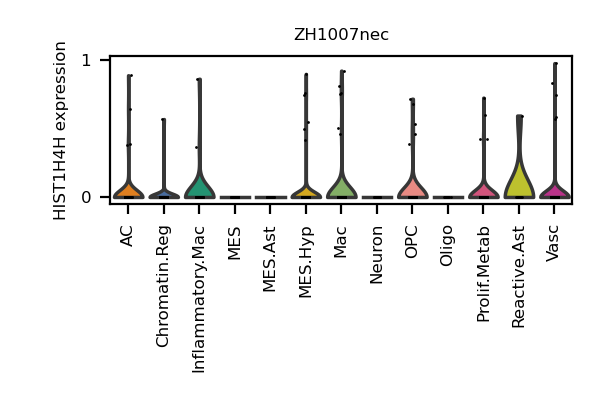 ZH1007nec
HIST1H4H expression
1
0
AC
Chromatin.Reg
Inflammatory.Mac
MES
MES.Ast
MES.Hyp
Mac
Neuron
OPC
Oligo
Prolif.Metab
Reactive.Ast
Vasc